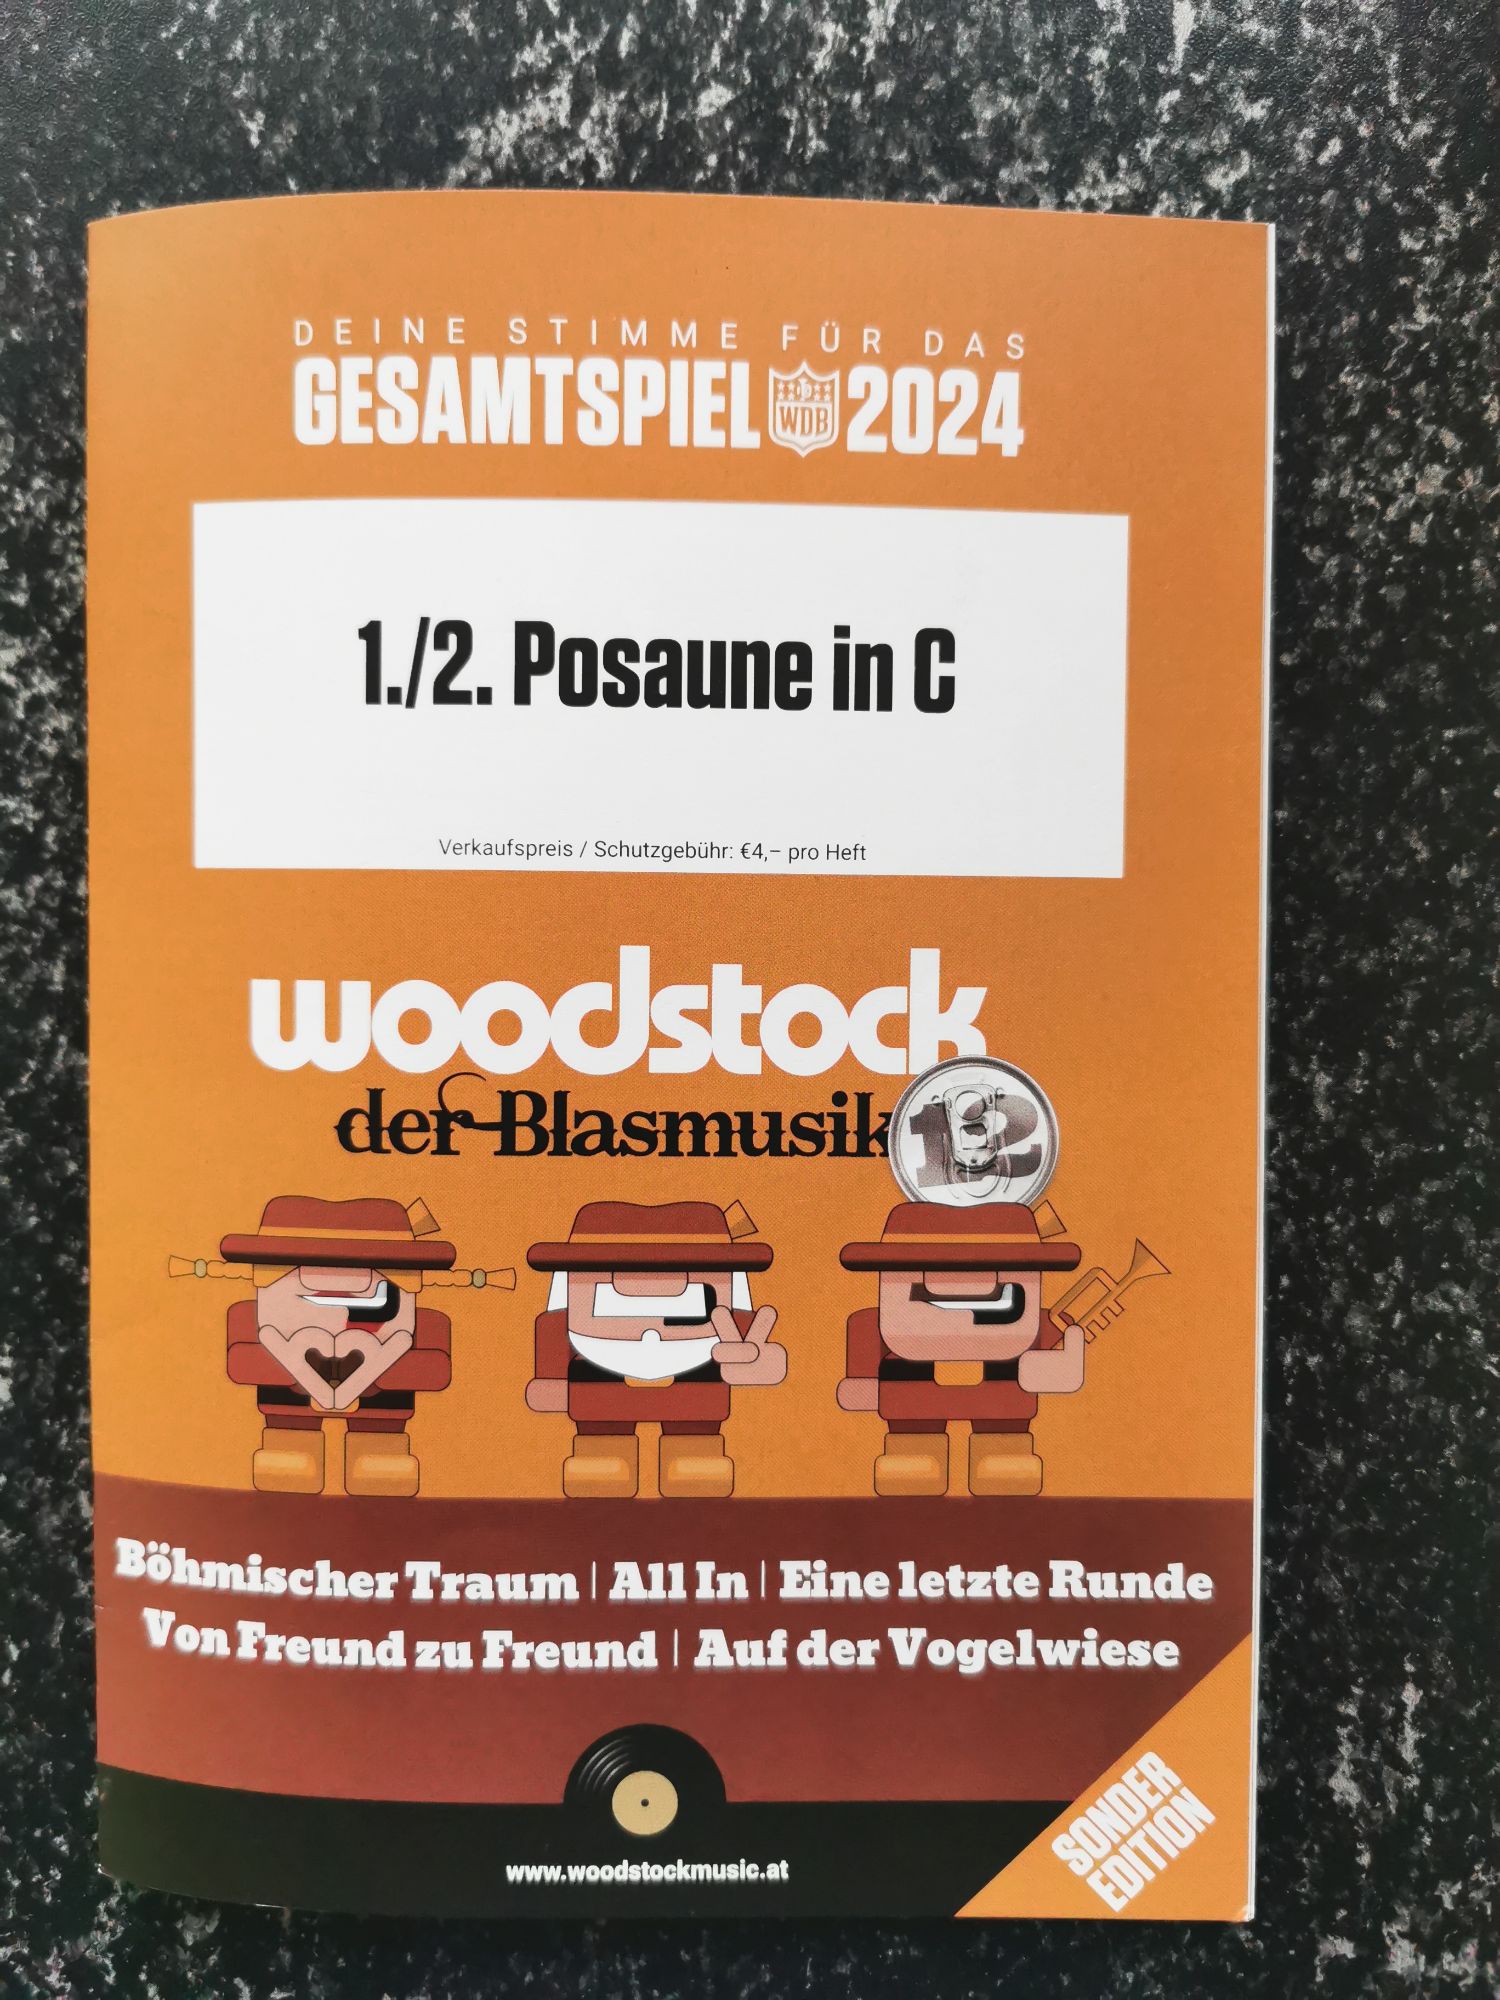 DEINE STIMME FÜR DAS
GESAMTSPIEL WDB 2024
1./2. Posaune in C
Verkaufspreis / Schutzgebühr: €4,– pro Heft
woodstock
der Blasmusik
12
Böhmischer Traum | All In | Eine letzte Runde
Von Freund zu Freund | Auf der Vogelwiese
SONDER
EDITION
www.woodstockmusic.at